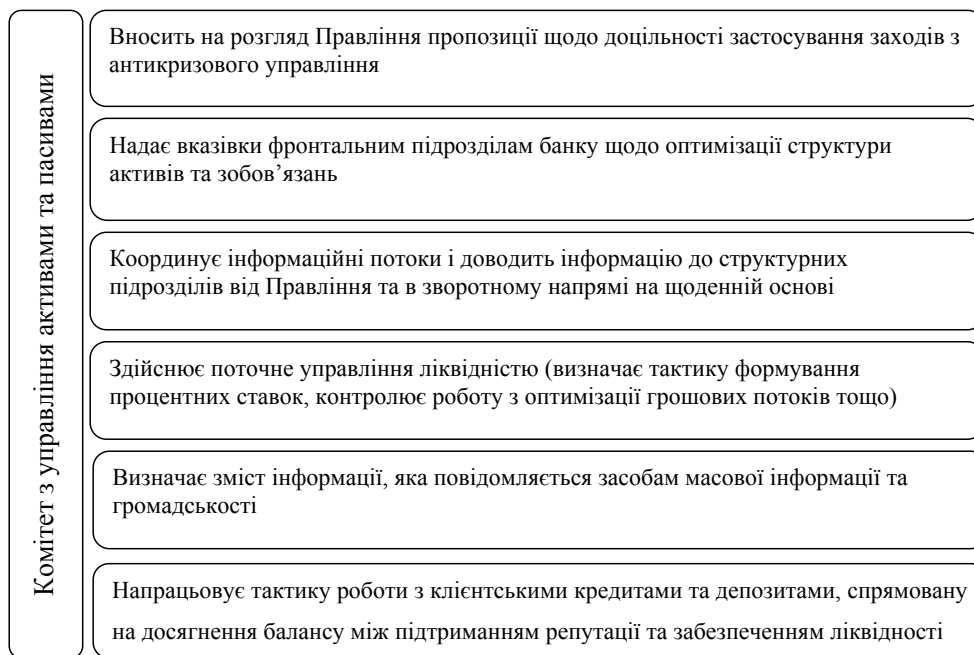 Комітет з управління активами та пасивами
Вносить на розгляд Правління пропозиції щодо доцільності застосування заходів з
антикризового управління
Надає вказівки фронтальним підрозділам банку щодо оптимізації структури
активів та зобов’язань
Координує інформаційні потоки і доводить інформацію до структурних
підрозділів від Правління та в зворотному напрямі на щоденній основі
Здійснює поточне управління ліквідністю (визначає тактику формування
процентних ставок, контролює роботу з оптимізації грошових потоків тощо)
Визначає зміст інформації, яка повідомляється засобам масової інформації та
громадськості
Напрацьовує тактику роботи з клієнтськими кредитами та депозитами, спрямовану
на досягнення балансу між підтриманням репутації та забезпеченням ліквідності